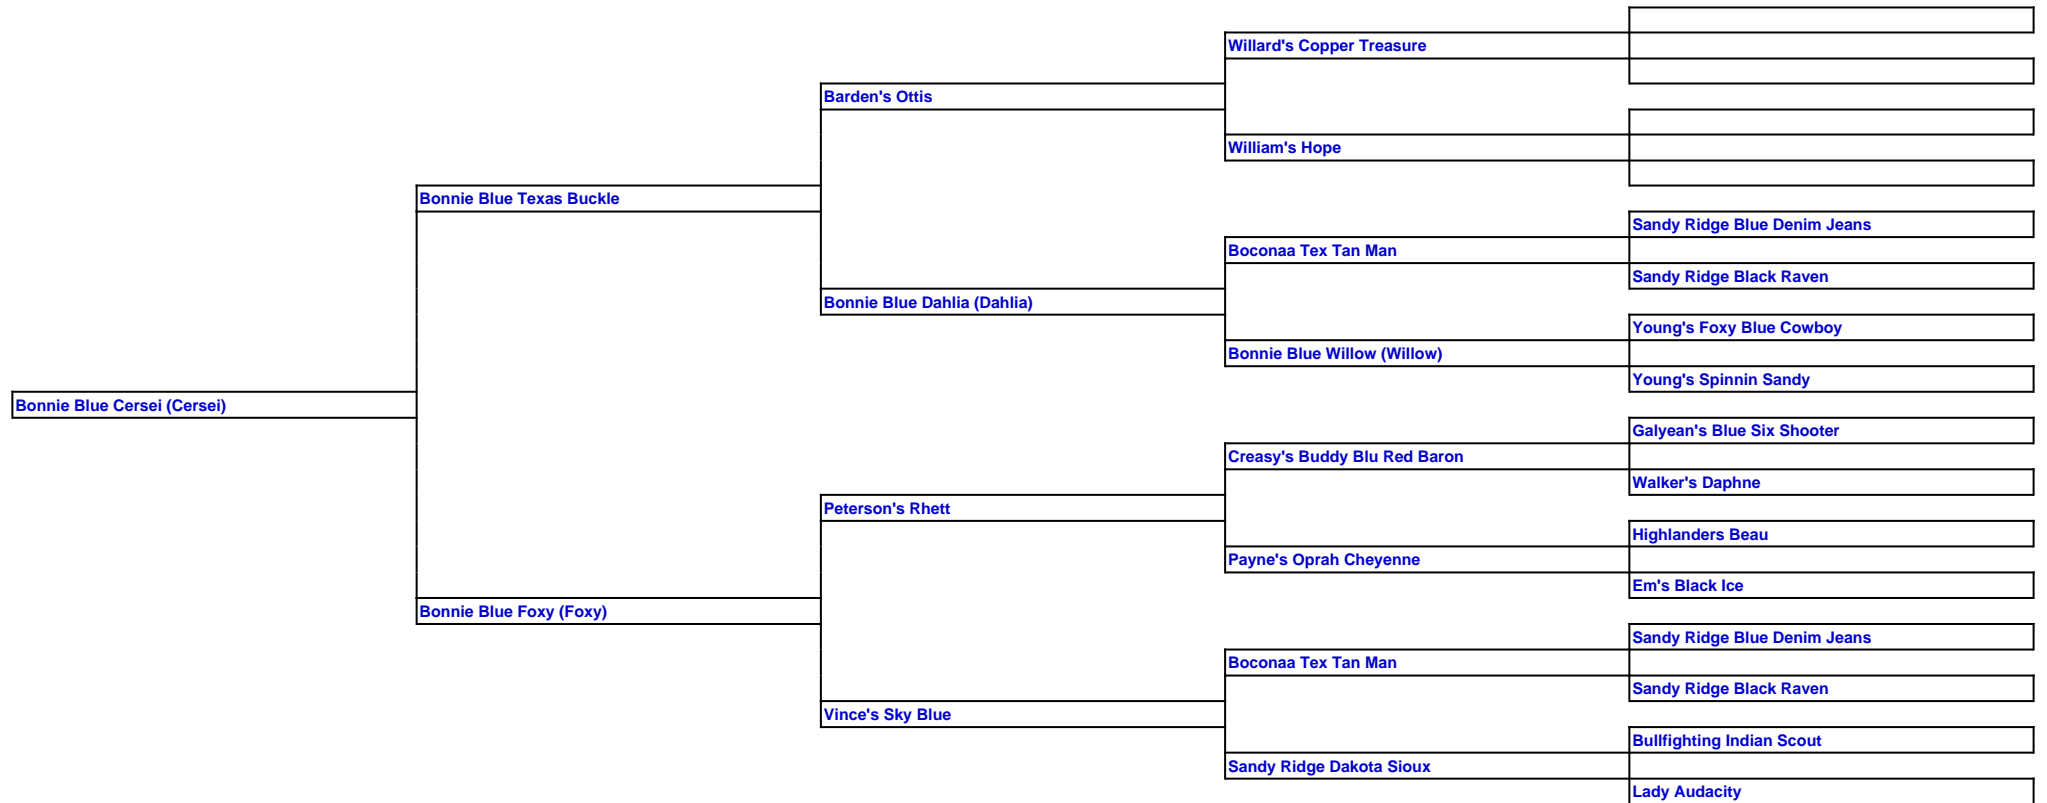 Willard's Copper Treasure
Barden's Ottis
William's Hope
Bonnie Blue Texas Buckle
Sandy Ridge Blue Denim Jeans
Boconaa Tex Tan Man
Sandy Ridge Black Raven
Bonnie Blue Dahlia (Dahlia)
Young's Foxy Blue Cowboy
Bonnie Blue Willow (Willow)
Young's Spinnin Sandy
Bonnie Blue Cersei (Cersei)
Galyean's Blue Six Shooter
Creasy's Buddy Blu Red Baron
Walker's Daphne
Peterson's Rhett
Highlanders Beau
Payne's Oprah Cheyenne
Em's Black Ice
Bonnie Blue Foxy (Foxy)
Sandy Ridge Blue Denim Jeans
Boconaa Tex Tan Man
Sandy Ridge Black Raven
Vince's Sky Blue
Bullfighting Indian Scout
Sandy Ridge Dakota Sioux
Lady Audacity